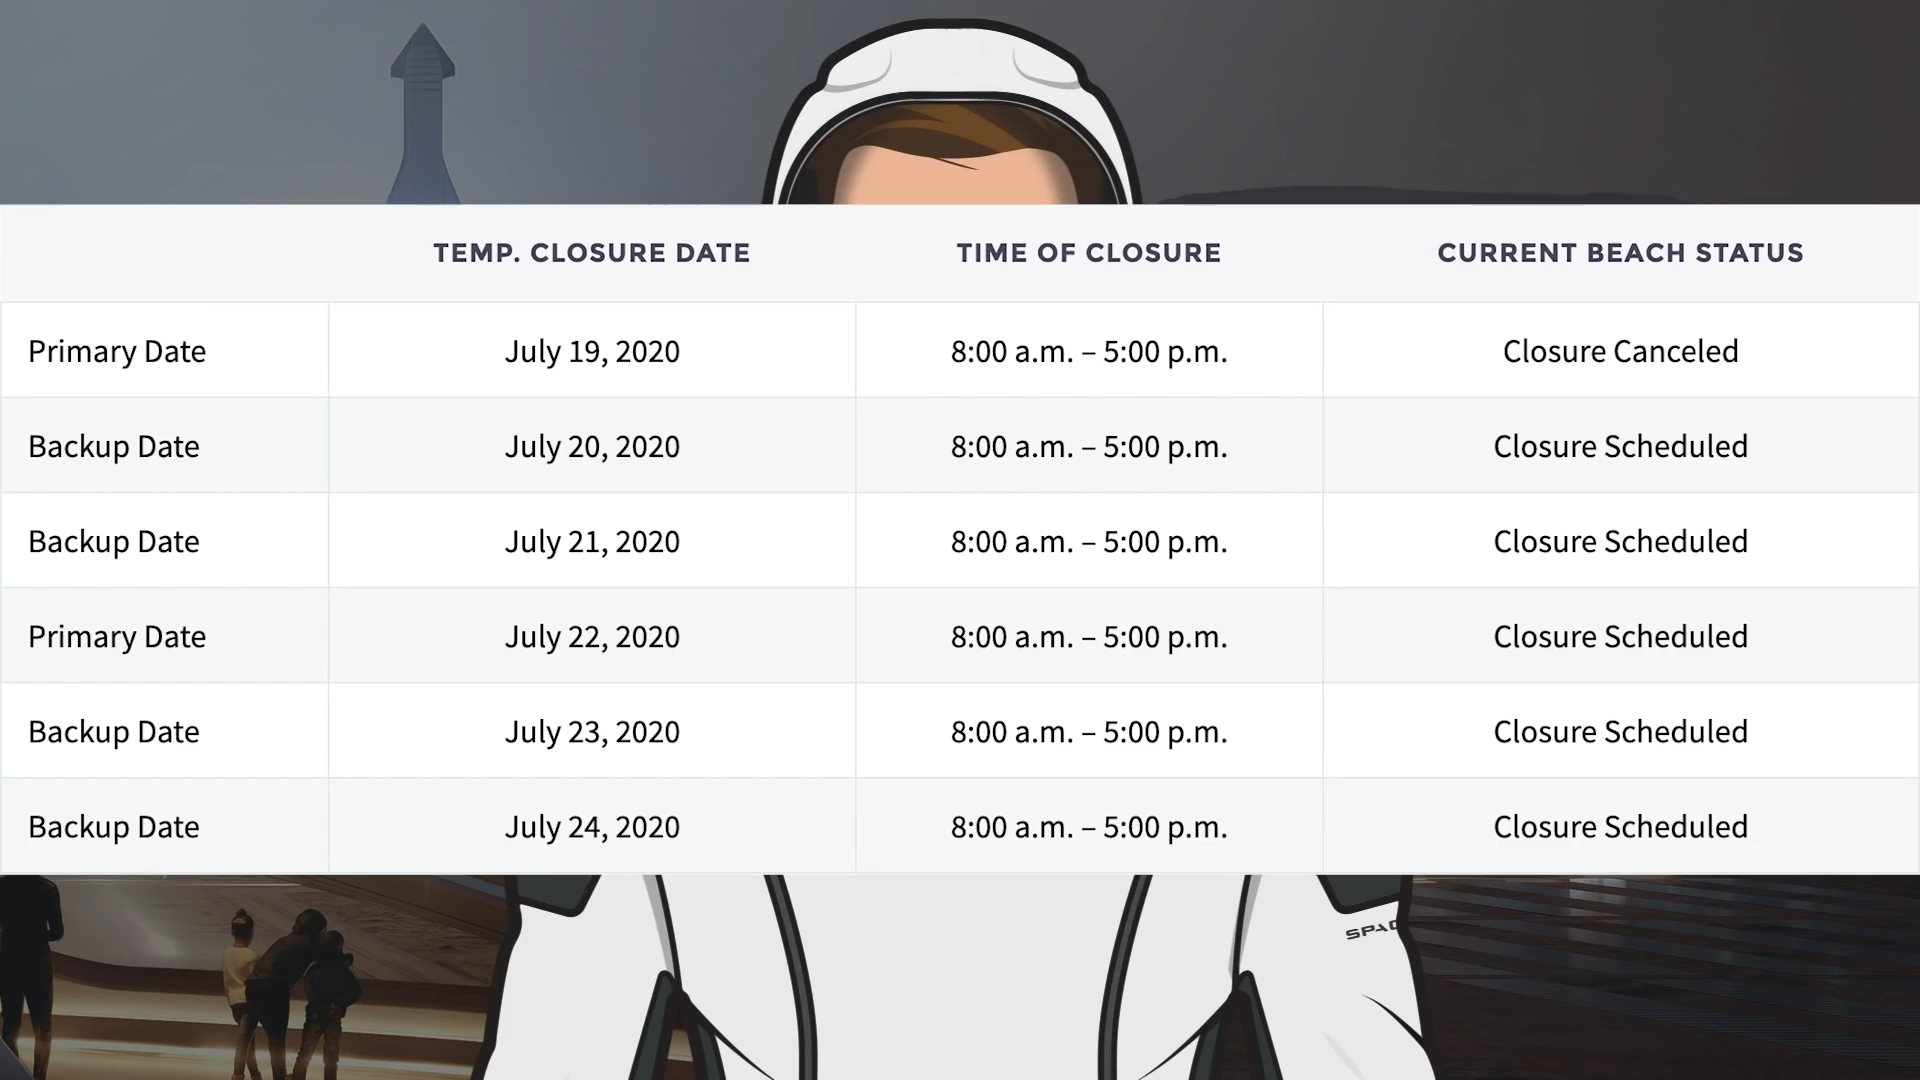 TEMP. CLOSURE DATE TIME OF CLOSURE CURRENT BEACH STATUS
Primary Date July 19, 2020 8:00 a.m. – 5:00 p.m. Closure Canceled
Backup Date July 20, 2020 8:00 a.m. – 5:00 p.m. Closure Scheduled
Backup Date July 21, 2020 8:00 a.m. – 5:00 p.m. Closure Scheduled
Primary Date July 22, 2020 8:00 a.m. – 5:00 p.m. Closure Scheduled
Backup Date July 23, 2020 8:00 a.m. – 5:00 p.m. Closure Scheduled
Backup Date July 24, 2020 8:00 a.m. – 5:00 p.m. Closure Scheduled